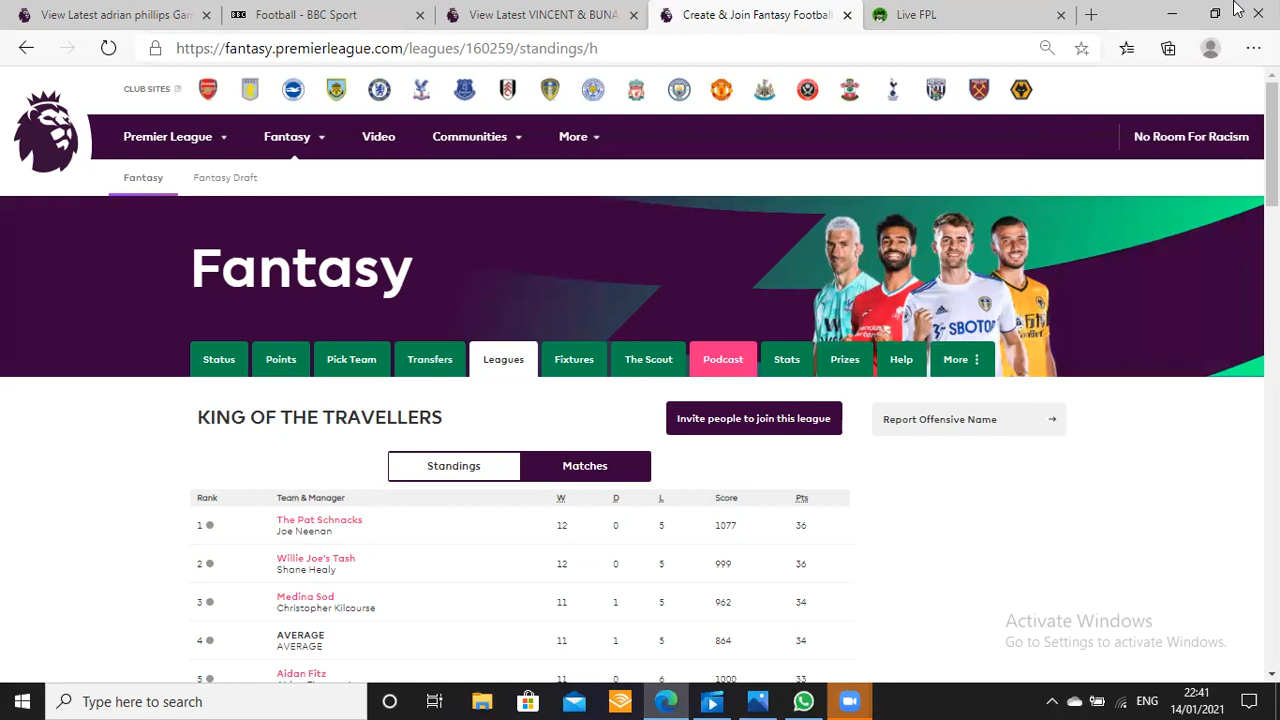 View Latest adrian phillips Gam
Football - BBC Sport
View Latest VINCENT & BUNA
Create & Join Fantasy Football
Live FPL
https://fantasy.premierleague.com/leagues/160259/standings/h
CLUB SITES
Premier League
Fantasy
Video
Communities
More
No Room For Racism
Fantasy
Fantasy Draft
Fantasy
SBOTOP
Status
Points
Pick Team
Transfers
Leagues
Fixtures
The Scout
Podcast
Stats
Prizes
Help
More
KING OF THE TRAVELLERS
Invite people to join this league
Report Offensive Name
Standings
Matches
Rank Team & Manager W D L Score Pts
1 The Pat Schnacks 12 0 5 1077 36
Joe Neenan
2 Willie Joe's Tash 12 0 5 999 36
Shane Healy
3 Medina Sod 11 1 5 962 34
Christopher Kilcourse
4 AVERAGE 11 1 5 864 34
AVERAGE
5 Aidan Fitz 11 0 6 1000 33
Activate Windows
Go to Settings to activate Windows.
Type here to search
ENG
22:41
14/01/2021